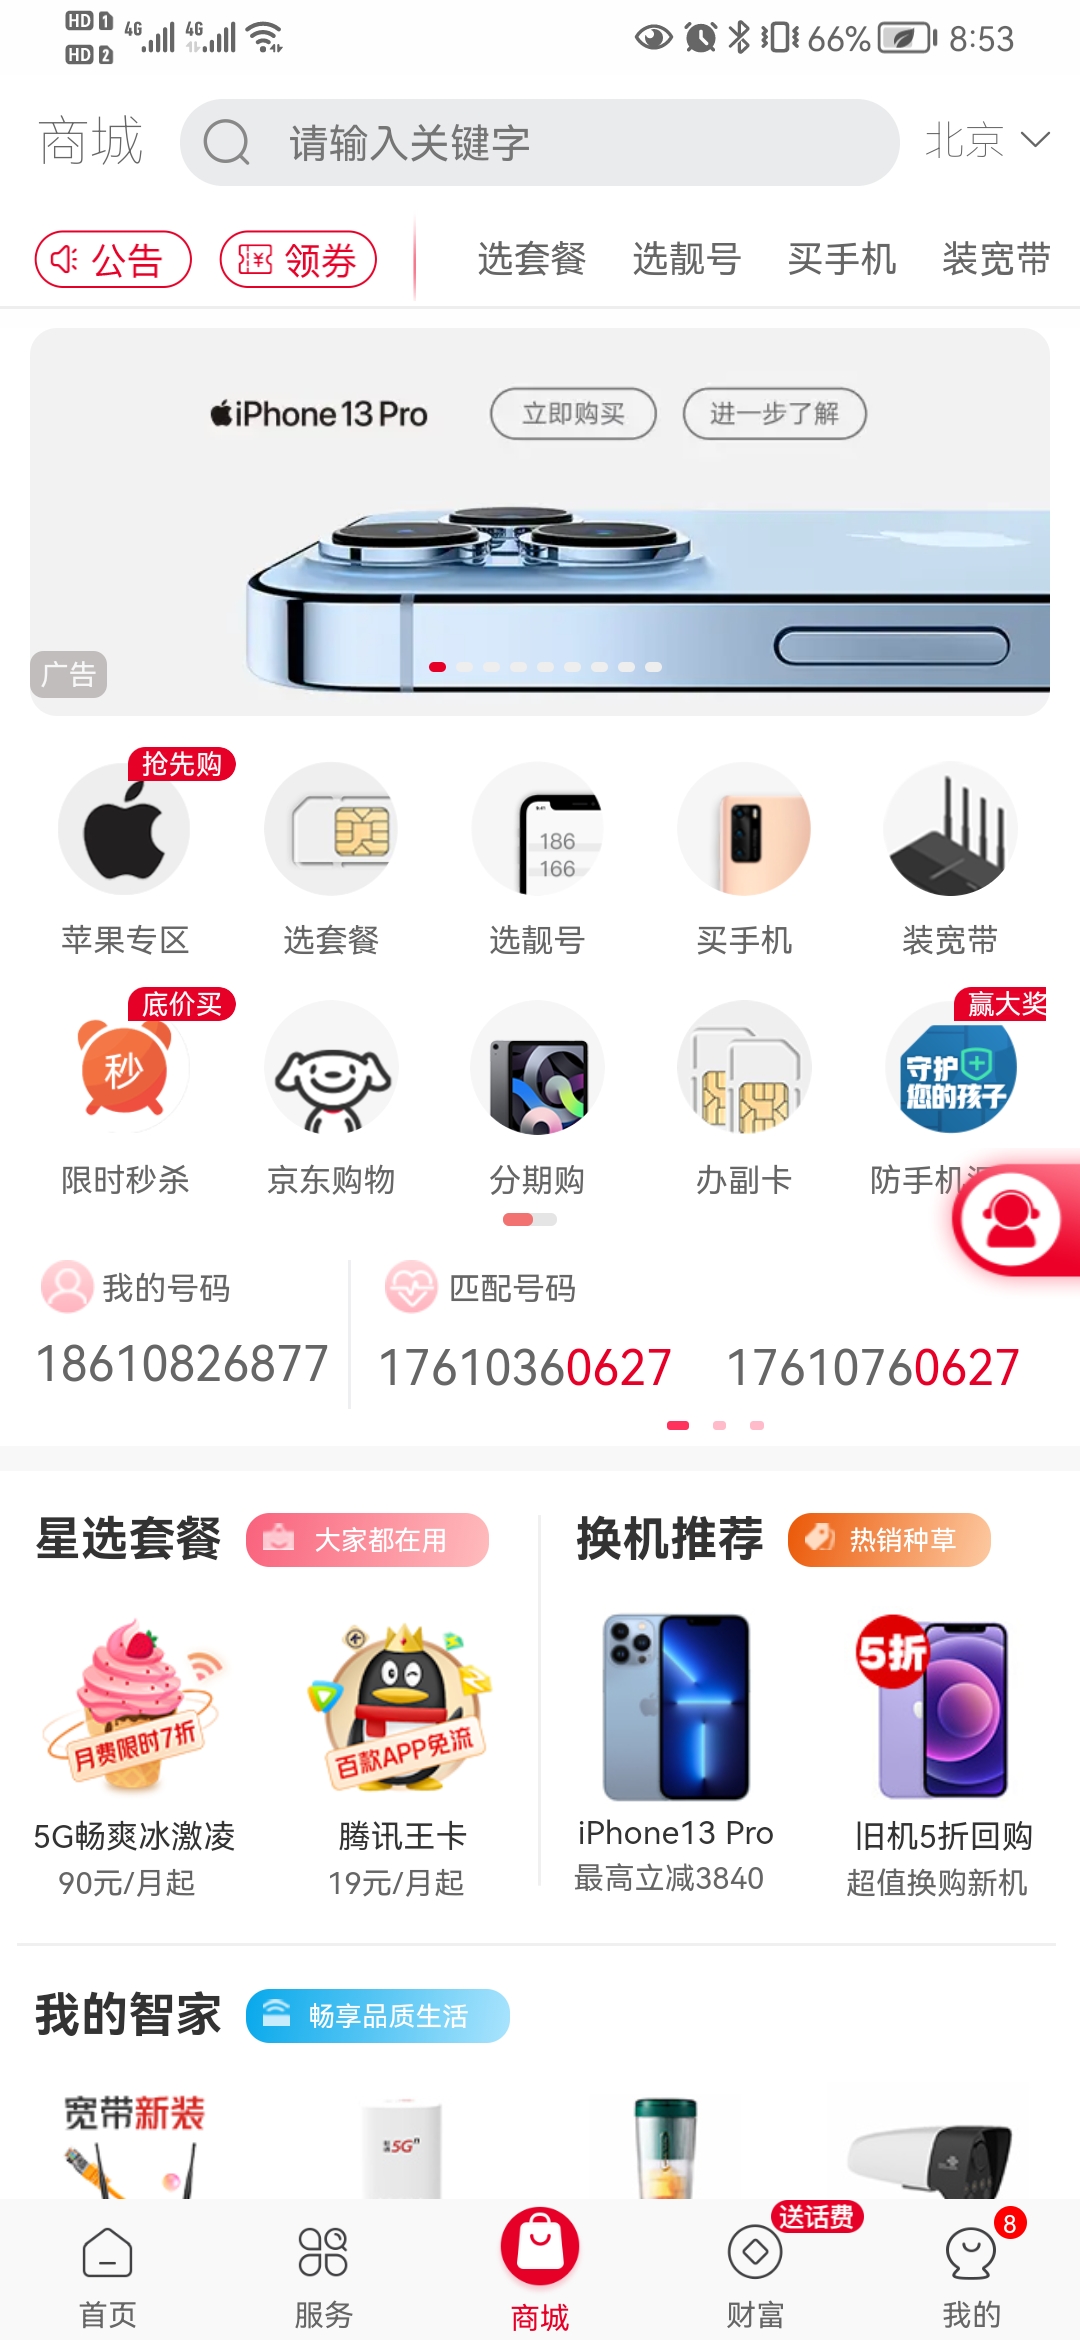 HD 1 4G 4G 66% 8:53
HD 2
商城 请输入关键字 北京
公告 领券 选套餐 选靓号 买手机 装宽带
iPhone 13 Pro 立即购买 进一步了解
广告
抢先购
186
166
苹果专区 选套餐 选靓号 买手机 装宽带
底价买 赢大奖
秒 守护
您的孩子
限时秒杀 京东购物 分期购 办副卡 防手机
我的号码 匹配号码
18610826877 17610360627 17610760627
星选套餐 大家都在用 换机推荐 热销种草
5折
月费限时7折 百款APP免流
5G畅爽冰激凌 腾讯王卡 iPhone13 Pro 旧机5折回购
90元/月起 19元/月起 最高立减3840 超值换购新机
我的智家 畅享品质生活
宽带新装
5G
送话费 8
首页 服务 商城 财富 我的